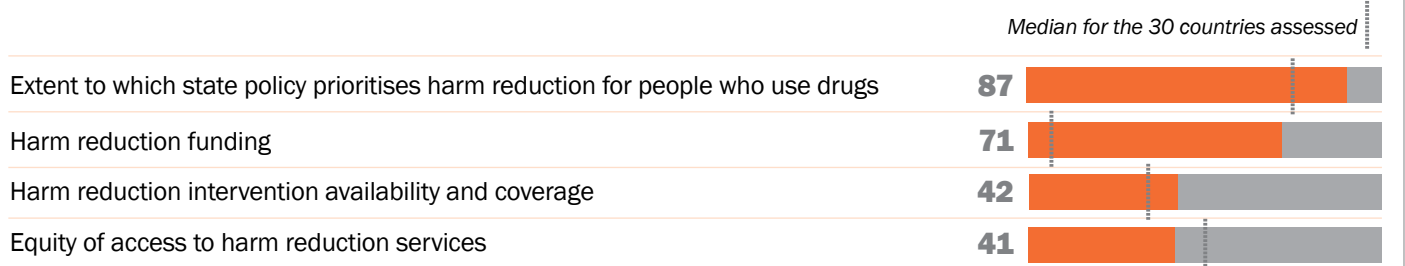 Median for the 30 countries assessed
Extent to which state policy prioritises harm reduction for people who use drugs 87
Harm reduction funding 71
Harm reduction intervention availability and coverage 42
Equity of access to harm reduction services 41